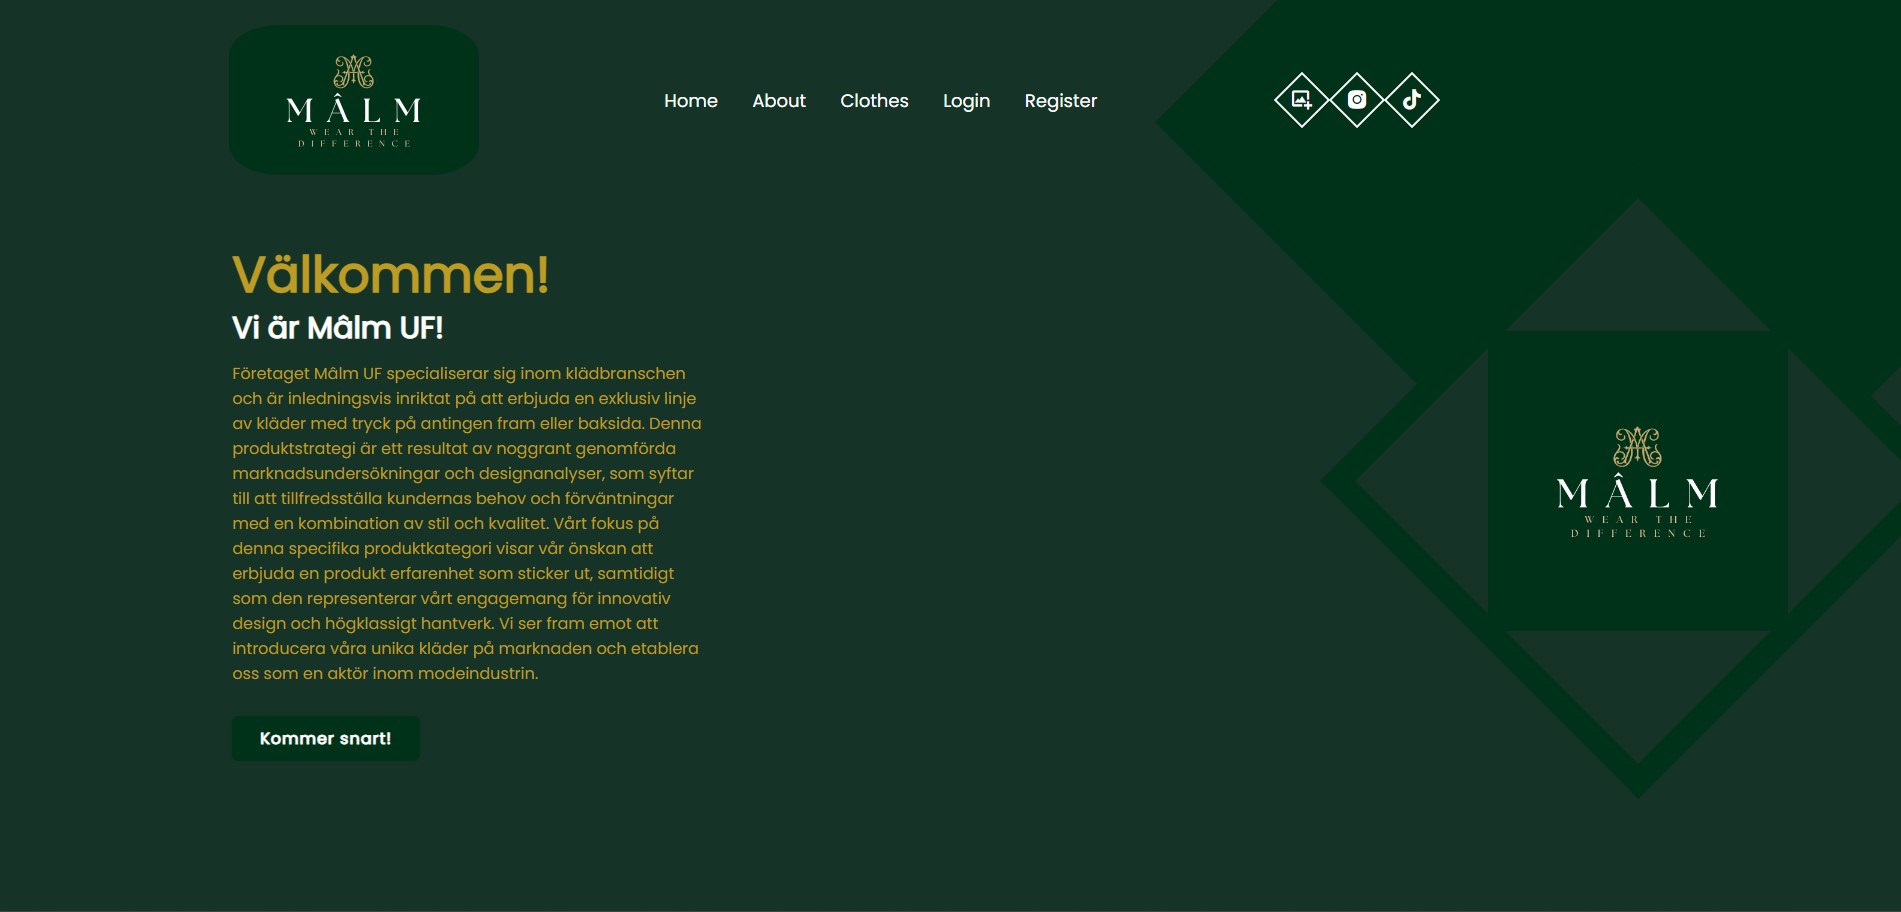 MÂLM
WEAR THE
DIFFERENCE
Home About Clothes Login Register
Välkommen!
Vi är Mâlm UF!
Företaget Mâlm UF specialiserar sig inom klädbranschen
och är inledningsvis inriktat på att erbjuda en exklusiv linje
av kläder med tryck på antingen fram eller baksida. Denna
produktstrategi är ett resultat av noggrant genomförda
marknadsundersökningar och designanalyser, som syftar
till att tillfredsställa kundernas behov och förväntningar
med en kombination av stil och kvalitet. Vårt fokus på
denna specifika produktkategori visar vår önskan att
erbjuda en produkt erfarenhet som sticker ut, samtidigt
som den representerar vårt engagemang för innovativ
design och högklassigt hantverk. Vi ser fram emot att
introducera våra unika kläder på marknaden och etablera
oss som en aktör inom modeindustrin.
Kommer snart!
MÂLM
WEAR THE
DIFFERENCE